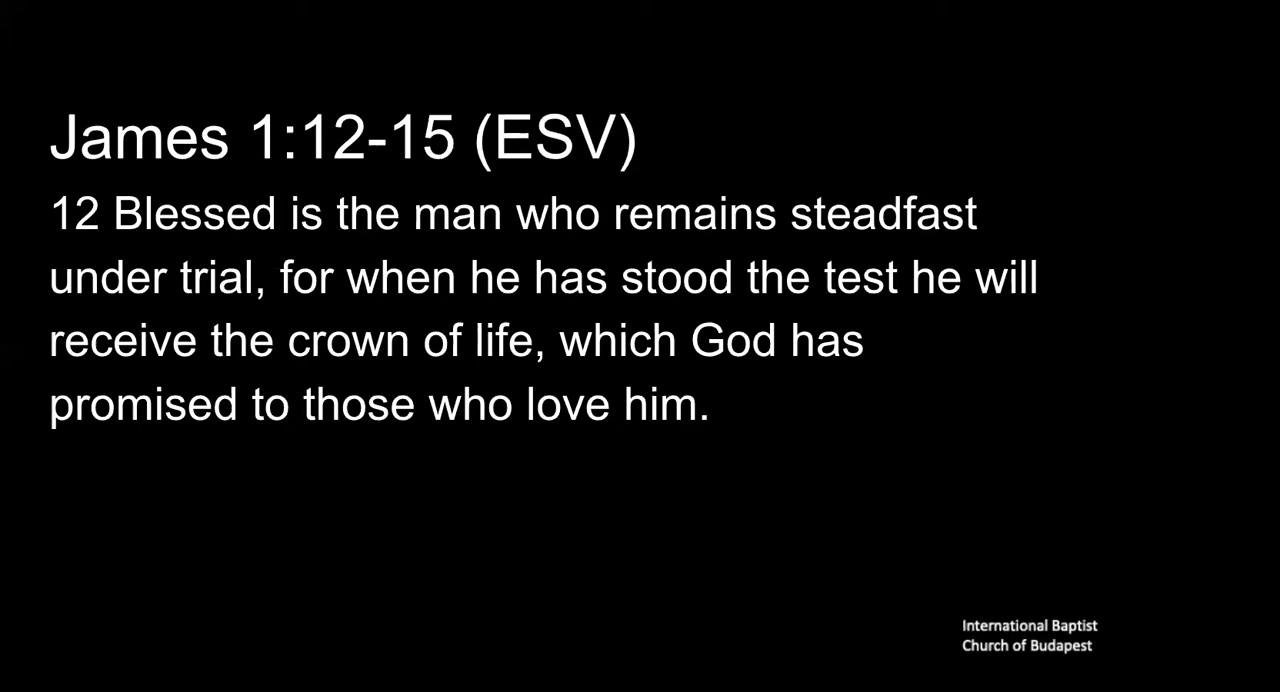 James 1:12-15 (ESV)
12 Blessed is the man who remains steadfast
under trial, for when he has stood the test he will
receive the crown of life, which God has
promised to those who love him.
International Baptist
Church of Budapest